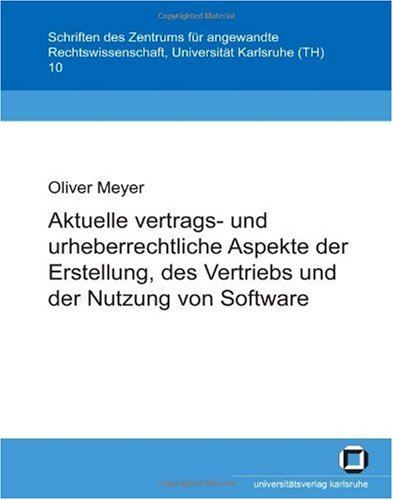 Schriften des Zentrums für angewandte
Rechtswissenschaft, Universität Karlsruhe (TH)
10
Oliver Meyer
Aktuelle vertrags- und
urheberrechtliche Aspekte der
Erstellung, des Vertriebs und
der Nutzung von Software
universitätsverlag karlsruhe